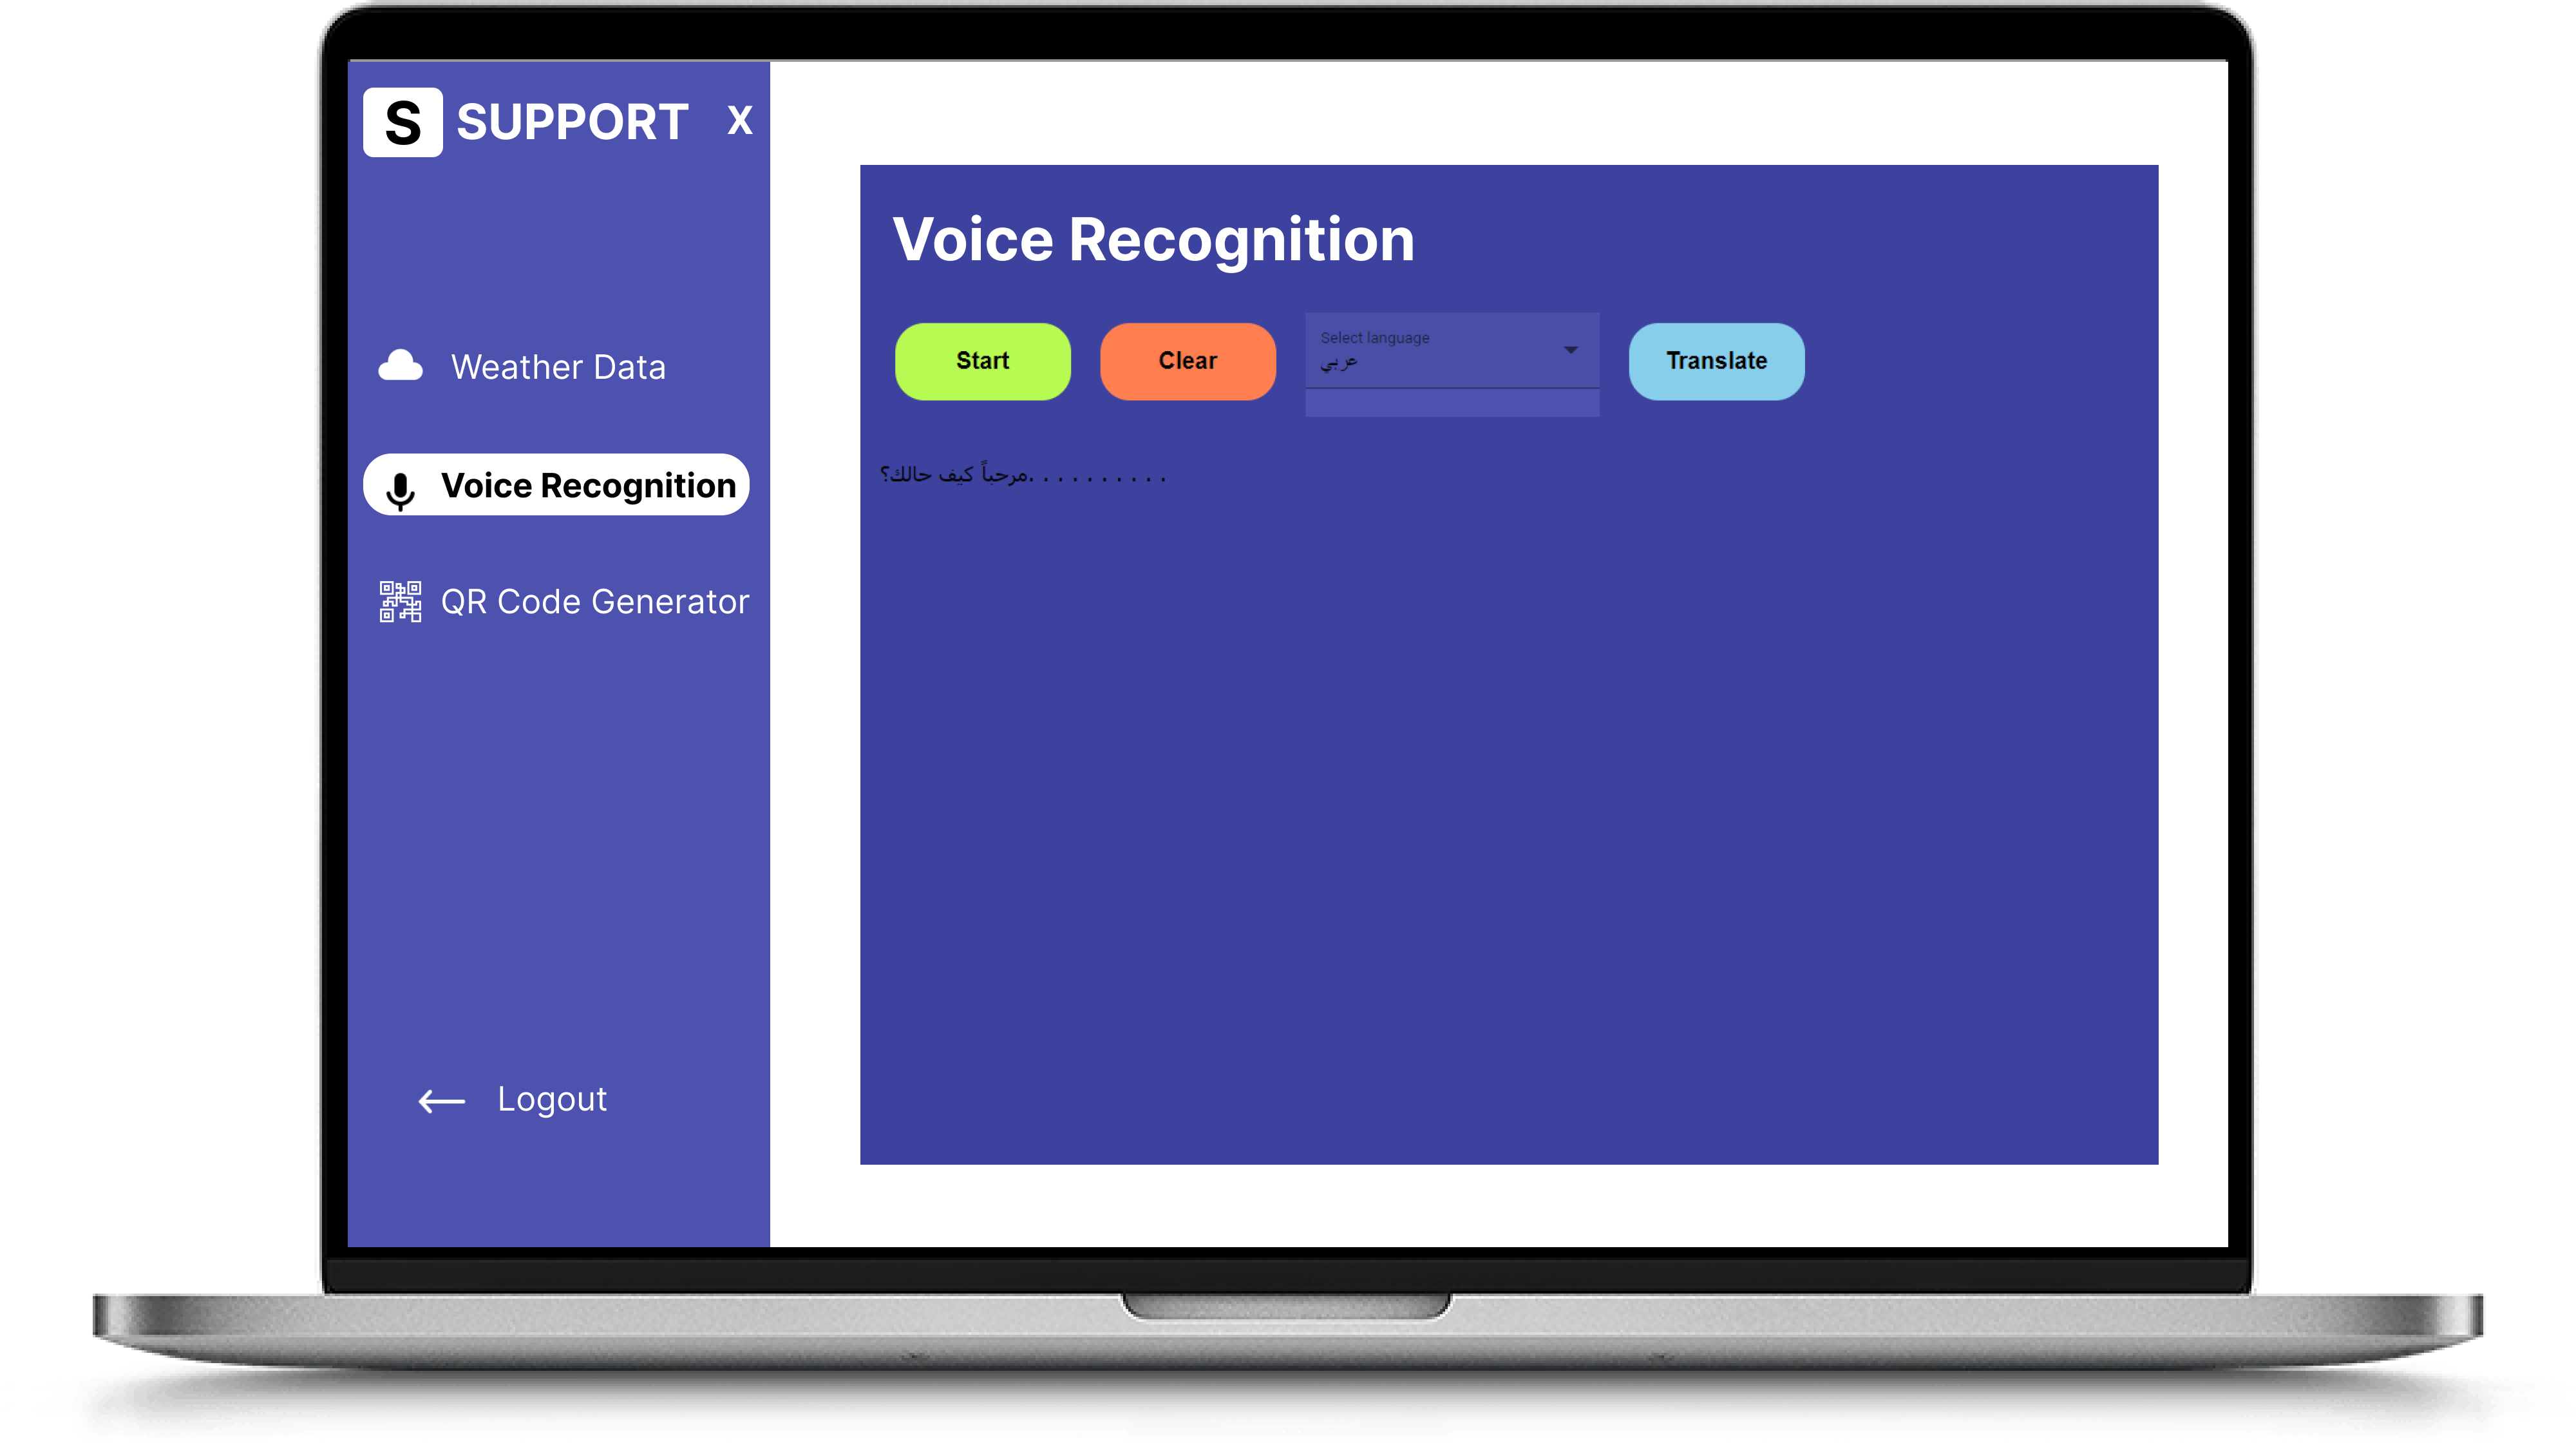 S SUPPORT X
Weather Data
Voice Recognition
QR Code Generator
Logout
Voice Recognition
Start
Clear
Select language
عربي
Translate
. . . . . . . . . .مرحباً كيف حالك؟